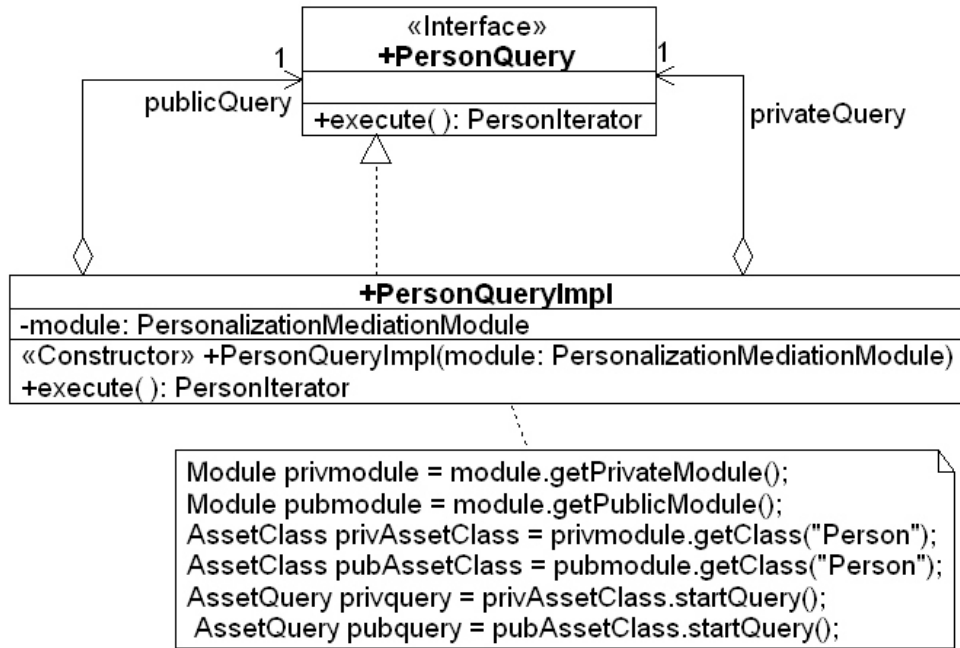 «Interface»
+PersonQuery
1
1
publicQuery
privateQuery
+execute( ): PersonIterator
+PersonQueryImpl
-module: PersonalizationMediationModule
«Constructor» +PersonQueryImpl(module: PersonalizationMediationModule)
+execute( ): PersonIterator
Module privmodule = module.getPrivateModule();
Module pubmodule = module.getPublicModule();
AssetClass privAssetClass = privmodule.getClass("Person");
AssetClass pubAssetClass = pubmodule.getClass("Person");
AssetQuery privquery = privAssetClass.startQuery();
AssetQuery pubquery = pubAssetClass.startQuery();